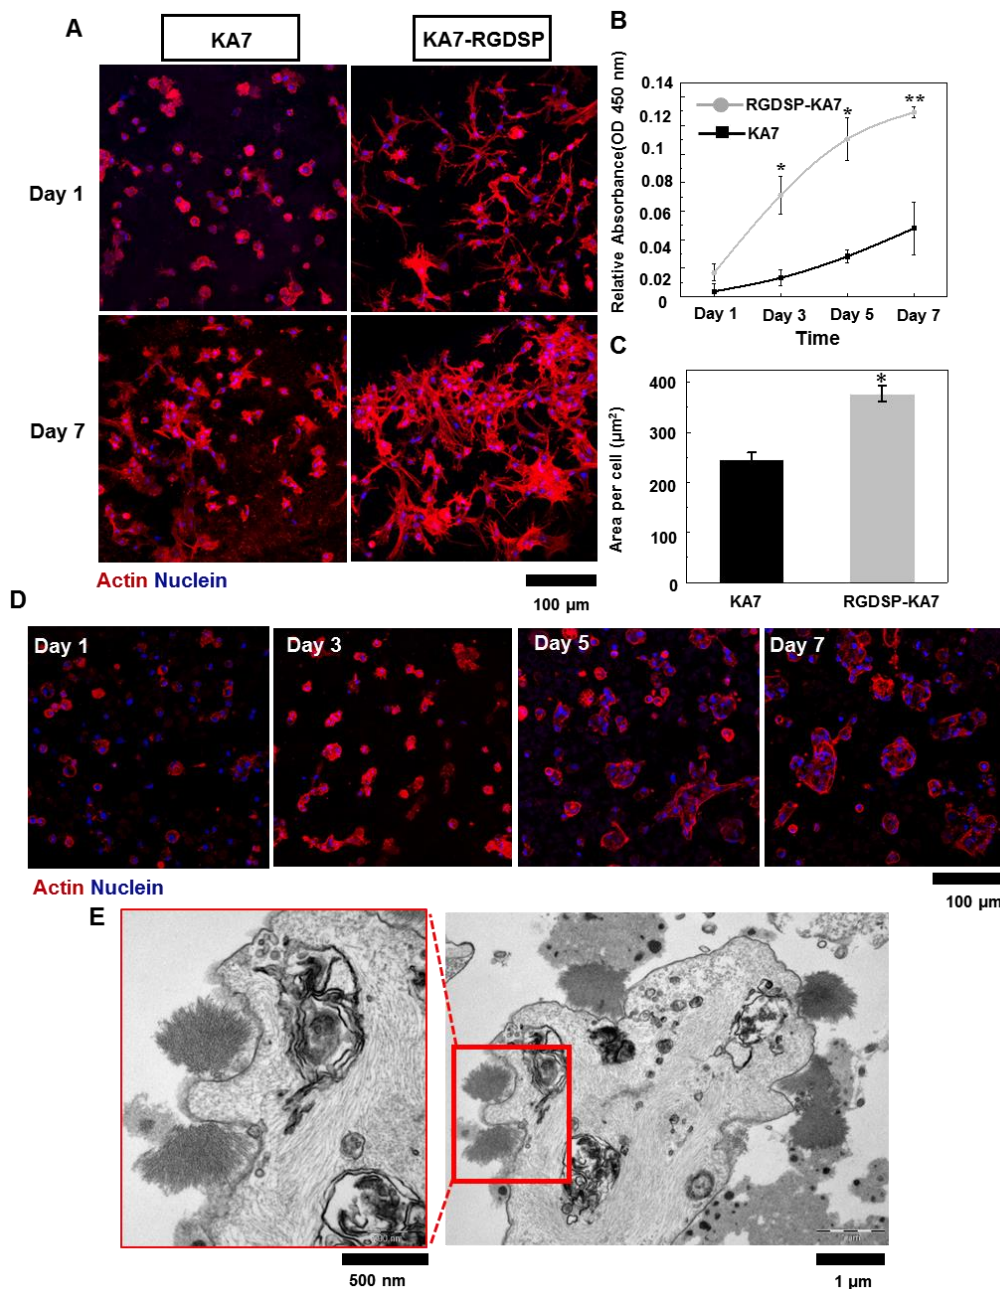 A
KA7
KA7-RGDSP
Day 1
Day 7
Actin Nuclein
100 µm
B
Relative Absorbance(OD 450 nm)
0.14
0.12
0.1
0.08
0.06
0.04
0.02
0
RGDSP-KA7
KA7
*
*
**
Day 1
Day 3
Day 5
Day 7
Time
C
Area per cell (µm²)
400
300
200
100
0
*
KA7
RGDSP-KA7
D
Day 1
Day 3
Day 5
Day 7
Actin Nuclein
100 µm
E
500 nm
1 µm